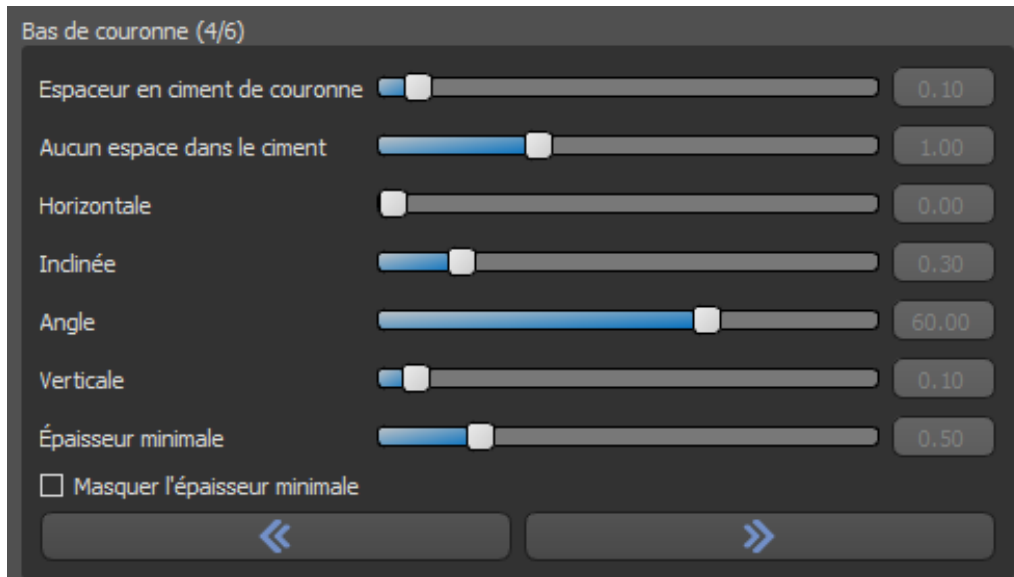 Bas de couronne (4/6)
Espaceur en ciment de couronne 0.10
Aucun espace dans le ciment 1.00
Horizontale 0.00
Inclinée 0.30
Angle 60.00
Verticale 0.10
Épaisseur minimale 0.50
Masquer l'épaisseur minimale